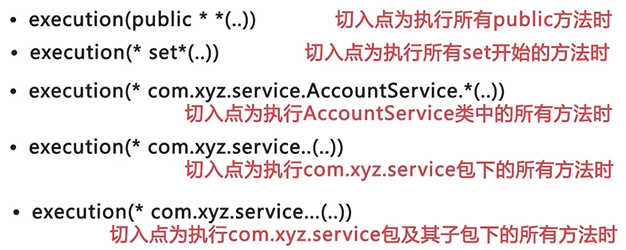 • execution(public * *(..)) 切入点为执行所有public方法时
• execution(* set*(..)) 切入点为执行所有set开始的方法时
• execution(* com.xyz.service.AccountService.*(..))
切入点为执行AccountService类中的所有方法时
• execution(* com.xyz.service..(..))
切入点为执行com.xyz.service包下的所有方法时
• execution(* com.xyz.service...(..))
切入点为执行com.xyz.service包及其子包下的所有方法时